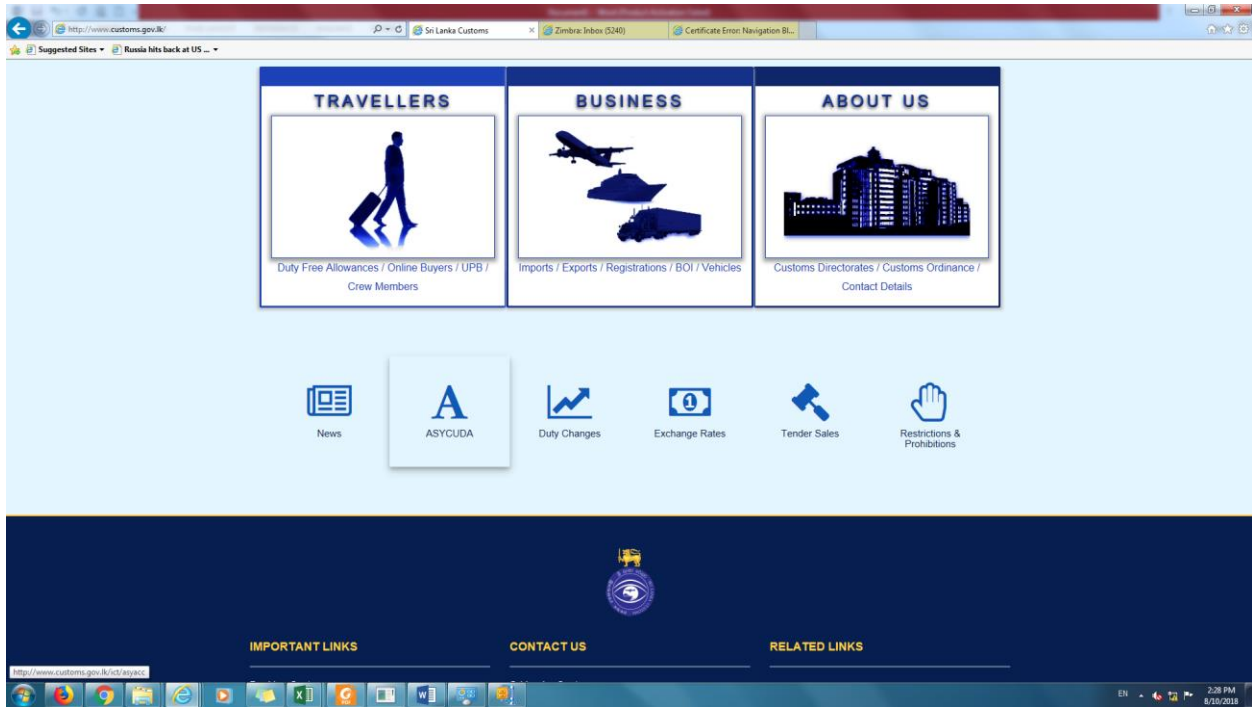 http://www.customs.gov.lk/
Sri Lanka Customs
Zimbra: Inbox (5240)
Certificate Error: Navigation Bl...
Suggested Sites
Russia hits back at US ...
TRAVELLERS
BUSINESS
ABOUT US
Duty Free Allowances / Online Buyers / UPB /
Crew Members
Imports / Exports / Registrations / BOI / Vehicles
Customs Directorates / Customs Ordinance /
Contact Details
News
A
ASYCUDA
Duty Changes
1
Exchange Rates
Tender Sales
Restrictions &
Prohibitions
IMPORTANT LINKS
CONTACT US
RELATED LINKS
http://www.customs.gov.lk/ict/asyacc
EN
2:28 PM
8/10/2018